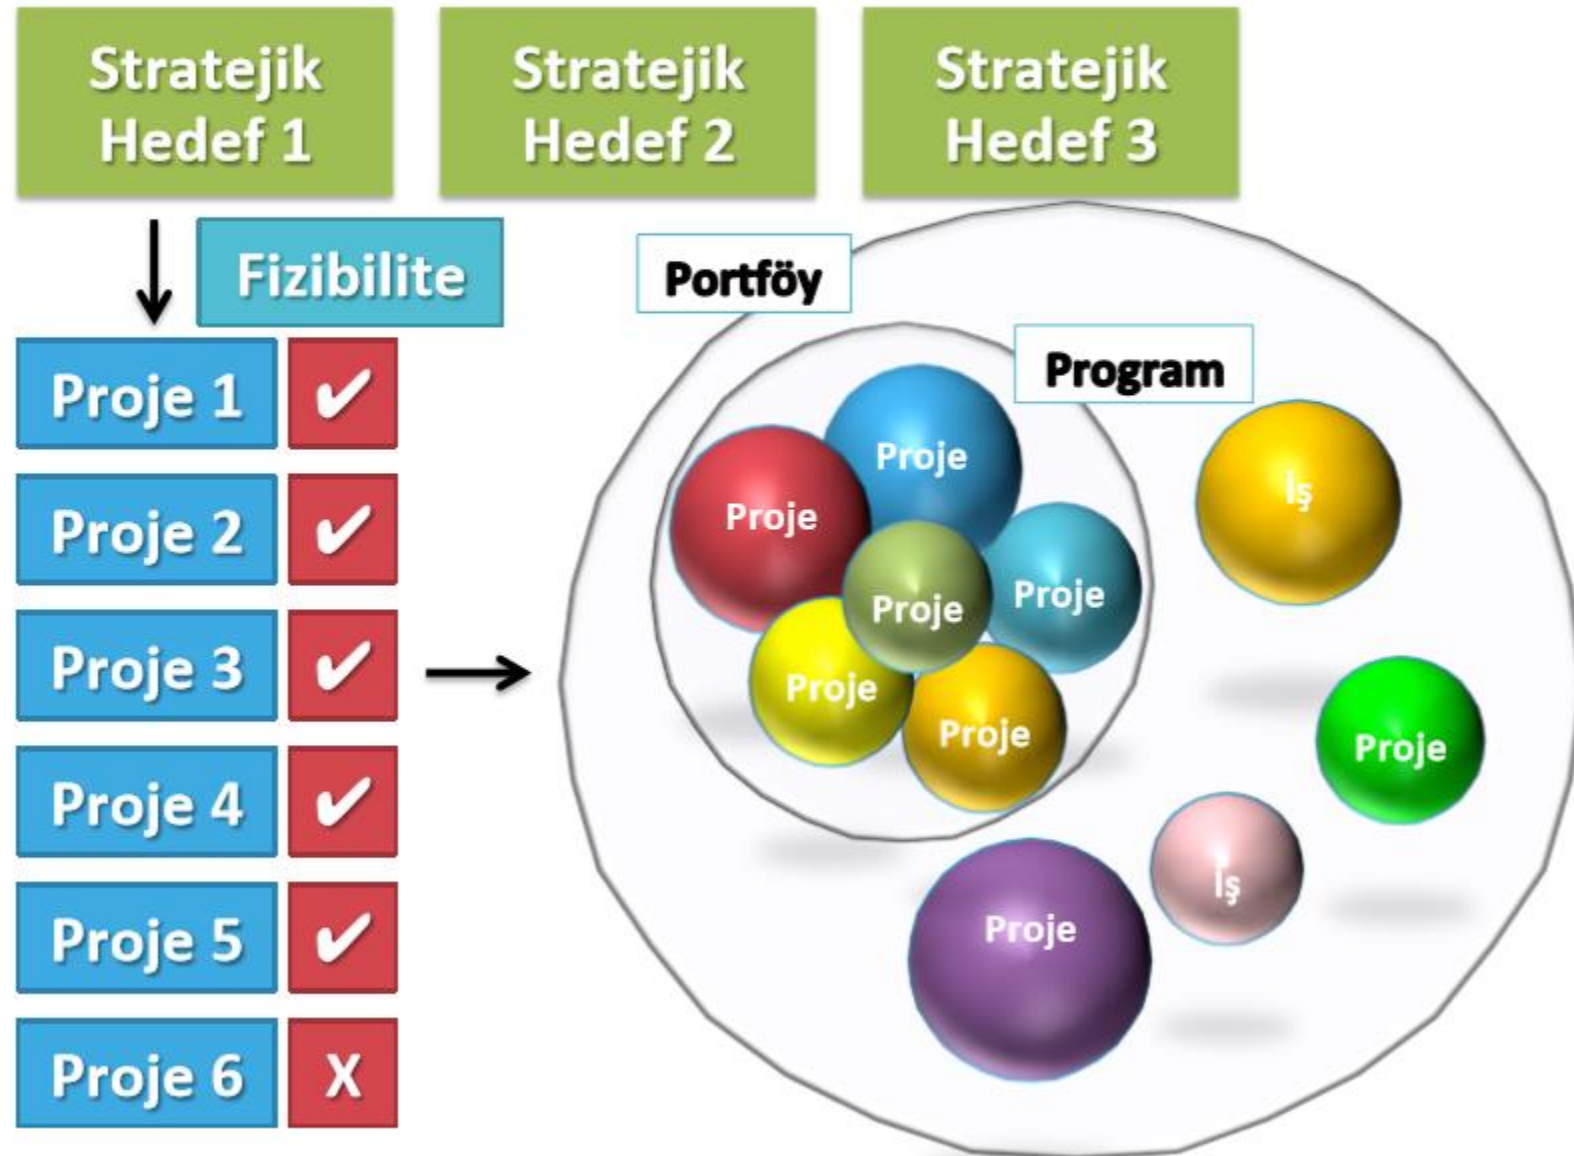 Stratejik
Hedef 1
Stratejik
Hedef 2
Stratejik
Hedef 3
Fizibilite
Proje 1
✔
Proje 2
✔
Proje 3
✔
Proje 4
✔
Proje 5
✔
Proje 6
X
Portföy
Program
Proje
Proje
Proje
Proje
Proje
Proje
İş
Proje
İş
Proje